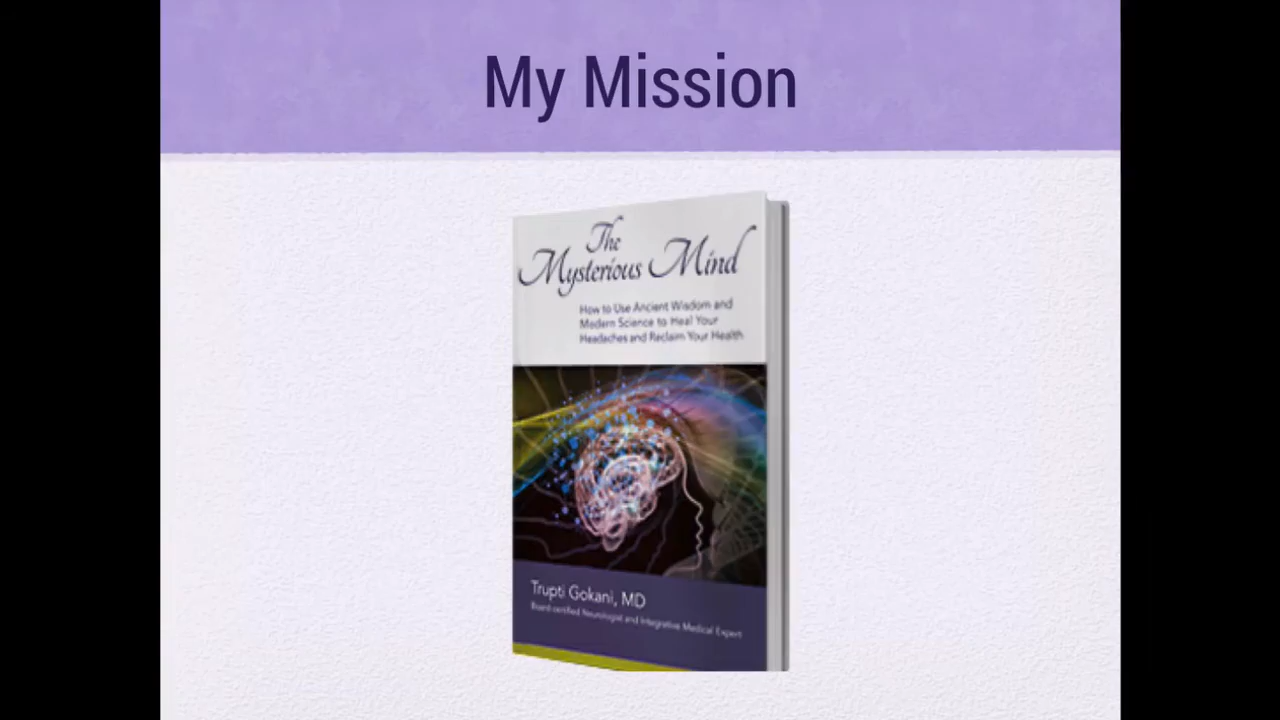 My Mission
The
Mysterious Mind
How to Use Ancient Wisdom and
Modern Science to Heal Your
Headaches and Reclaim Your Health
Trupti Gokani, MD
Board-certified Neurologist and Integrative Medical Expert